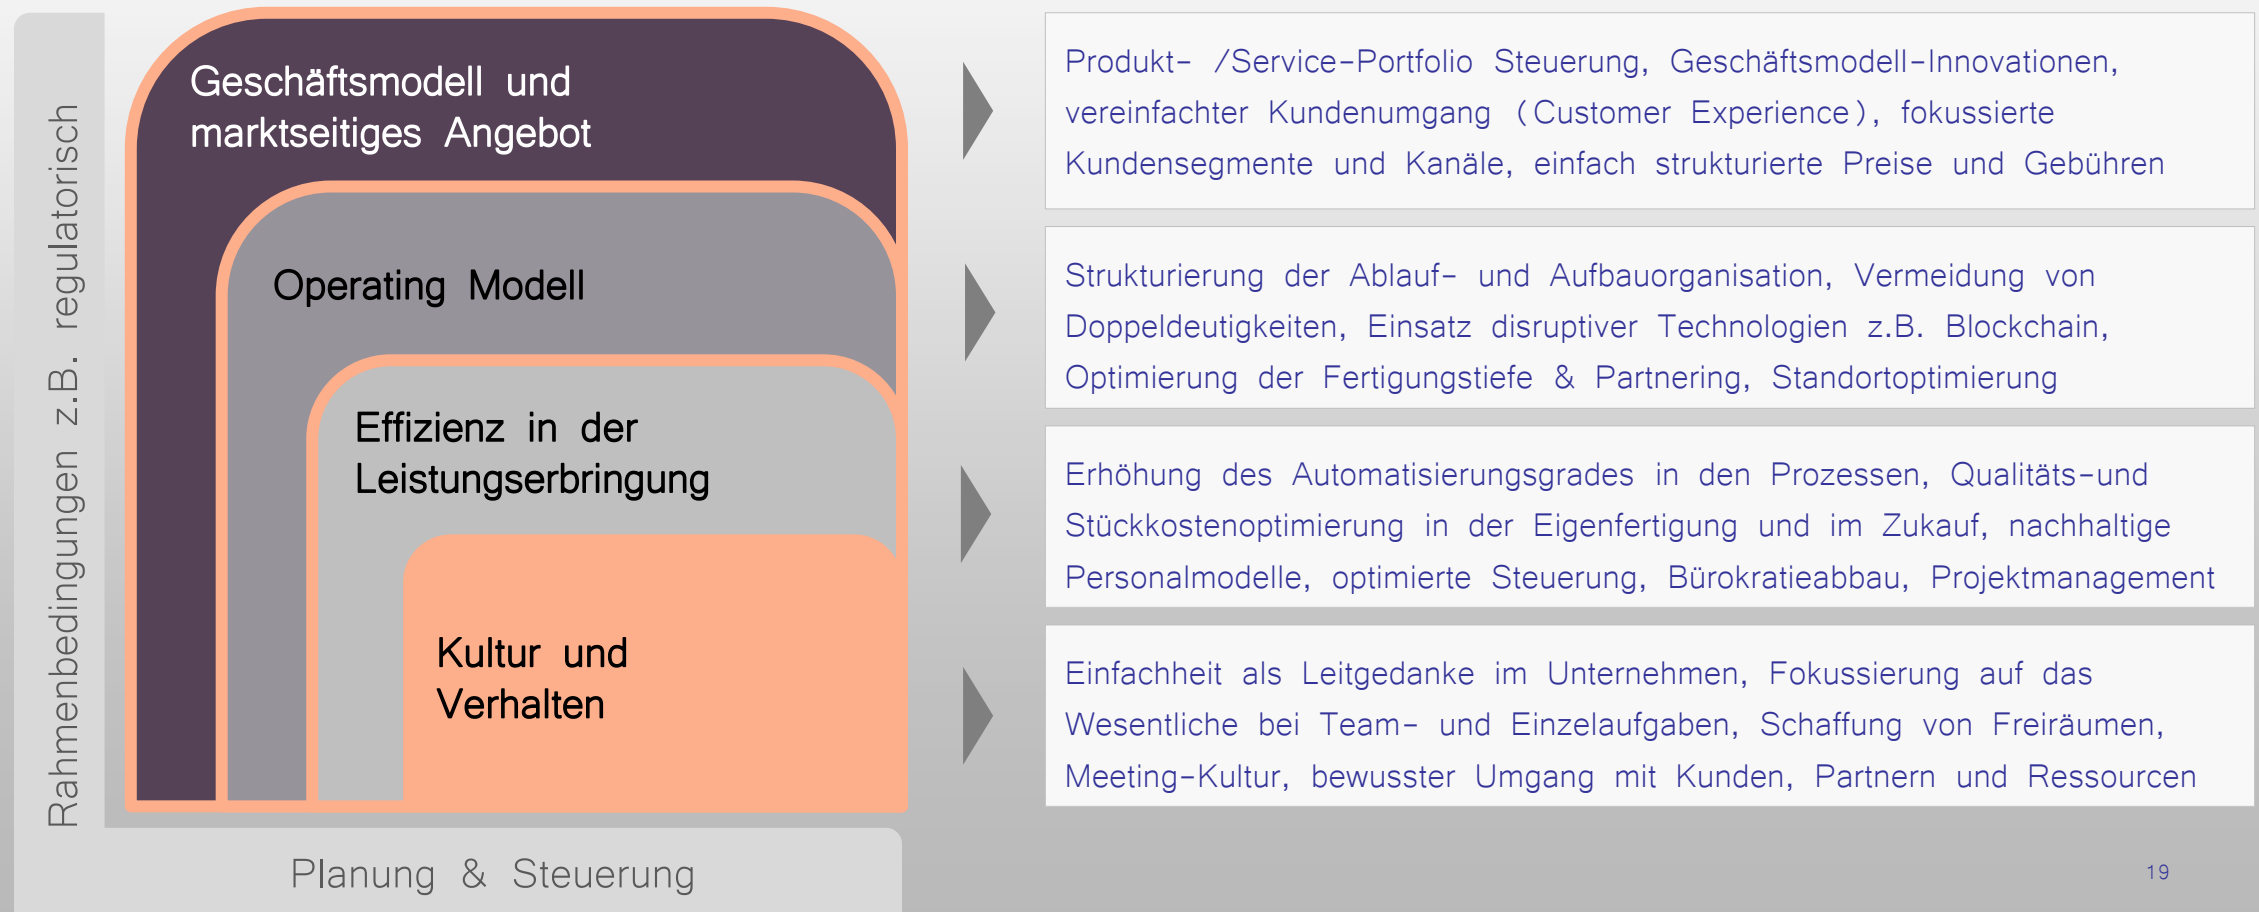 Rahmenbedingungen z.B. regulatorisch
Geschäftsmodell und
marktseitiges Angebot
Produkt- /Service-Portfolio Steuerung, Geschäftsmodell-Innovationen,
vereinfachter Kundenumgang (Customer Experience), fokussierte
Kundensegmente und Kanäle, einfach strukturierte Preise und Gebühren
Operating Modell
Strukturierung der Ablauf- und Aufbauorganisation, Vermeidung von
Doppeldeutigkeiten, Einsatz disruptiver Technologien z.B. Blockchain,
Optimierung der Fertigungstiefe & Partnering, Standortoptimierung
Effizienz in der
Leistungserbringung
Erhöhung des Automatisierungsgrades in den Prozessen, Qualitäts-und
Stückkostenoptimierung in der Eigenfertigung und im Zukauf, nachhaltige
Personalmodelle, optimierte Steuerung, Bürokratieabbau, Projektmanagement
Kultur und
Verhalten
Einfachheit als Leitgedanke im Unternehmen, Fokussierung auf das
Wesentliche bei Team- und Einzelaufgaben, Schaffung von Freiräumen,
Meeting-Kultur, bewusster Umgang mit Kunden, Partnern und Ressourcen
Planung & Steuerung
19